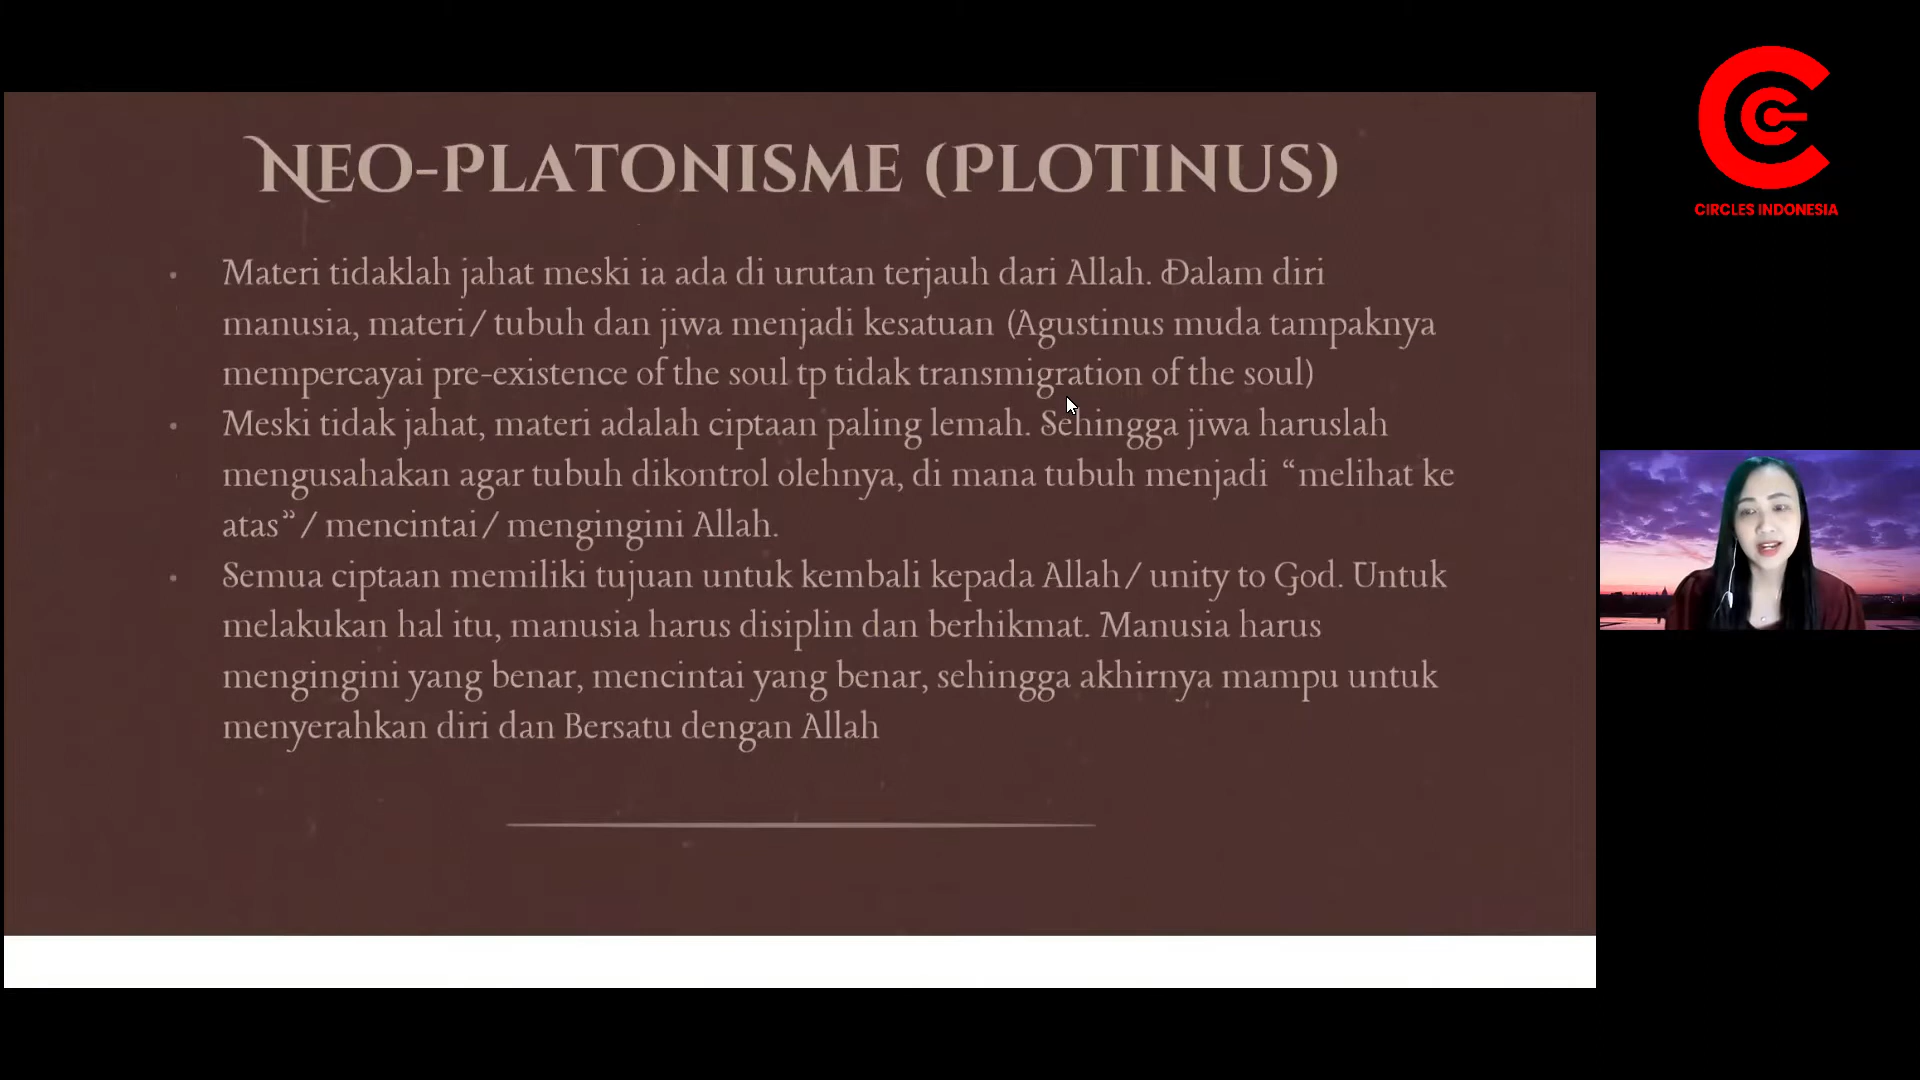 Neo-Platonisme (Plotinus)
• Materi tidaklah jahat meski ia ada di urutan terjauh dari Allah. Dalam diri
manusia, materi/ tubuh dan jiwa menjadi kesatuan (Agustinus muda tampaknya
mempercayai pre-existence of the soul tp tidak transmigration of the soul)
• Meski tidak jahat, materi adalah ciptaan paling lemah. Sehingga jiwa haruslah
mengusahakan agar tubuh dikontrol olehnya, di mana tubuh menjadi “melihat ke
atas”/ mencintai/ mengingini Allah.
• Semua ciptaan memiliki tujuan untuk kembali kepada Allah/ unity to God. Untuk
melakukan hal itu, manusia harus disiplin dan berhikmat. Manusia harus
mengingini yang benar, mencintai yang benar, sehingga akhirnya mampu untuk
menyerahkan diri dan Bersatu dengan Allah
CIRCLES INDONESIA